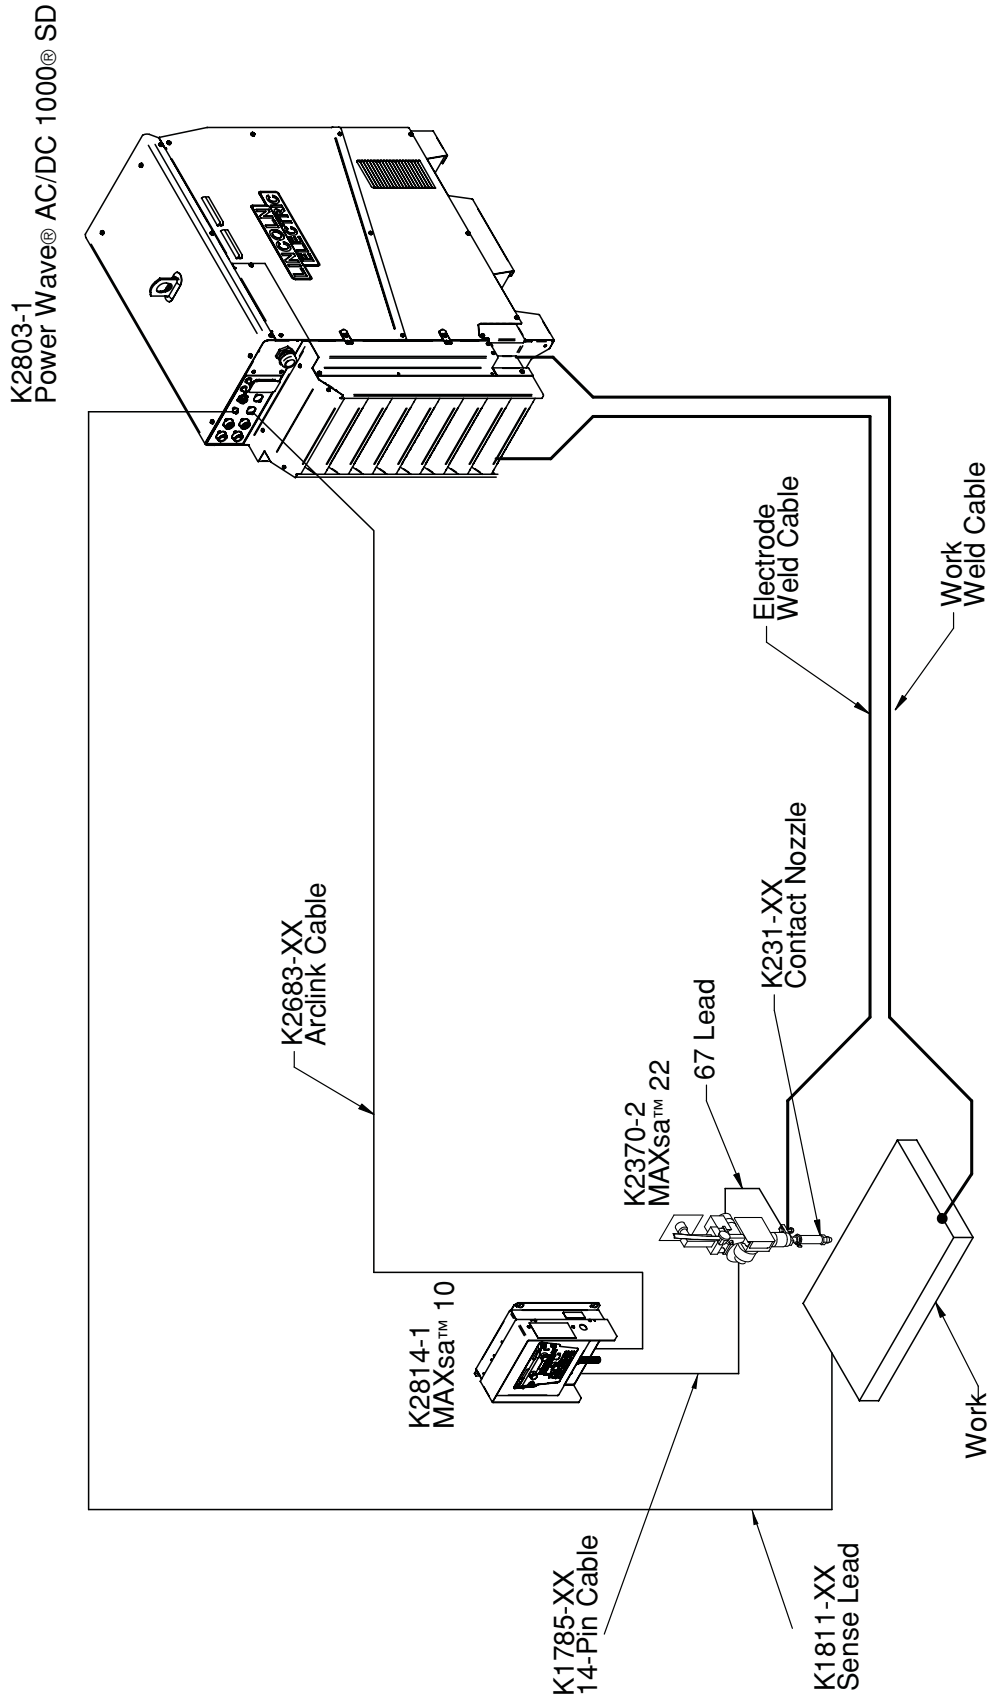 K2803-1
Power Wave® AC/DC 1000® SD
LINCOLN
ELECTRIC
K2683-XX
Arclink Cable
Electrode
Weld Cable
Work
Weld Cable
K231-XX
Contact Nozzle
67 Lead
K2370-2
MAXsa™ 22
K2814-1
MAXsa™ 10
Work
K1785-XX
14-Pin Cable
K1811-XX
Sense Lead